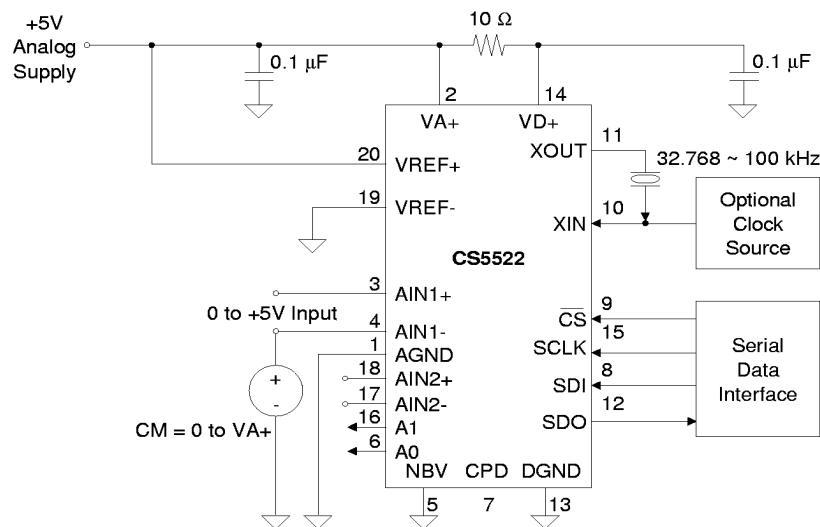 +5V
Analog
Supply
10 Ω
0.1 µF
0.1 µF
2
14
VA+
VD+
XOUT
11
20
VREF+
32.768 ~ 100 kHz
19
VREF-
XIN
10
Optional
Clock
Source
CS5522
3
AIN1+
0 to +5V Input
4
AIN1-
1
AGND
18
AIN2+
17
AIN2-
16
A1
6
A0
+
-
CM = 0 to VA+
CS
9
SCLK
15
SDI
8
SDO
12
Serial
Data
Interface
NBV
CPD
DGND
5
7
13